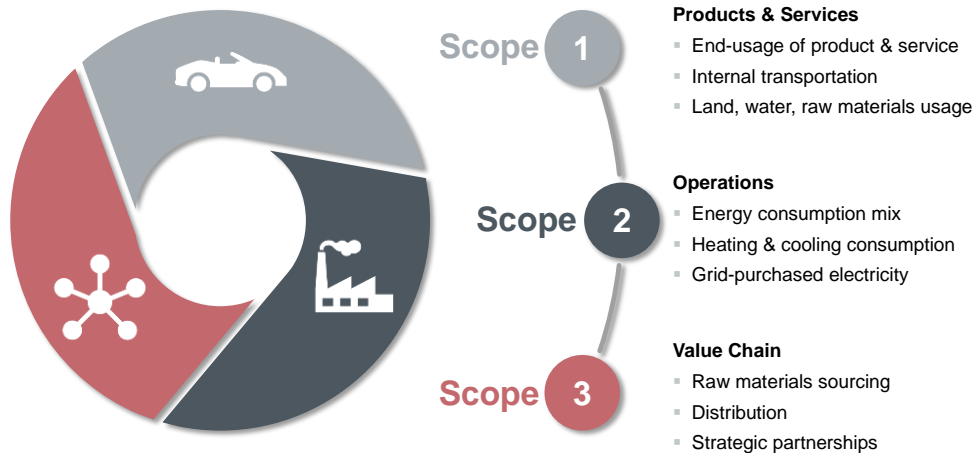 Scope 1
Products & Services
End-usage of product & service
Internal transportation
Land, water, raw materials usage
Scope 2
Operations
Energy consumption mix
Heating & cooling consumption
Grid-purchased electricity
Scope 3
Value Chain
Raw materials sourcing
Distribution
Strategic partnerships